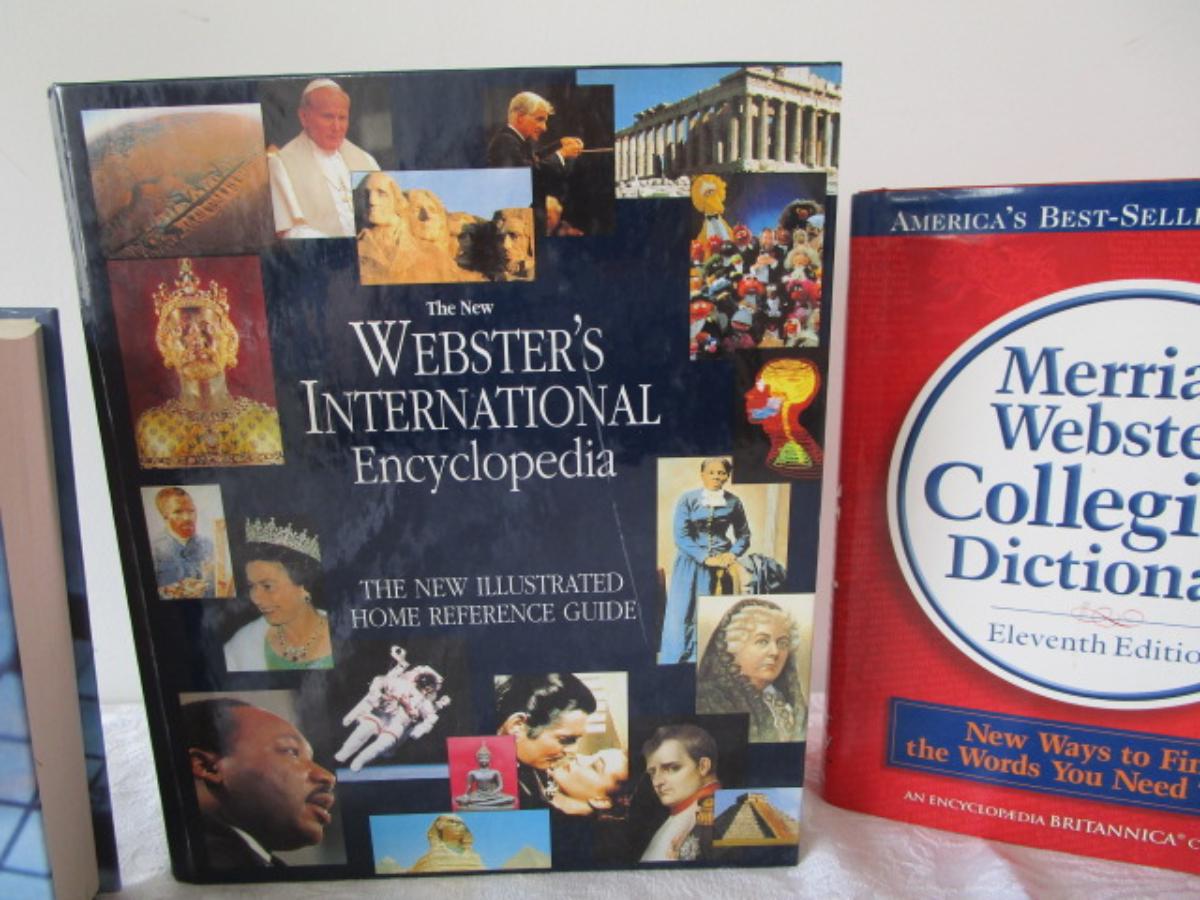 The New
WEBSTER'S
INTERNATIONAL
Encyclopedia
THE NEW ILLUSTRATED
HOME REFERENCE GUIDE
AMERICA'S BEST-SELL
Merria
Webste
Collegi
Dictiona
Eleventh Editio
New Ways to Fin
the Words You Need
AN ENCYCLOPÆDIA BRITANNICA® C